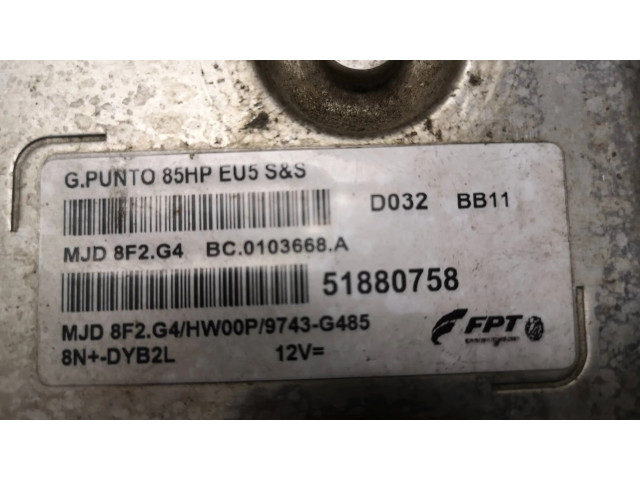 G.PUNTO 85HP EU5 S&S
D032 BB11
MJD 8F2.G4 BC.0103668.A
51880758
MJD 8F2.G4/HW00P/9743-G485
8N+-DYB2L 12V=
FPT